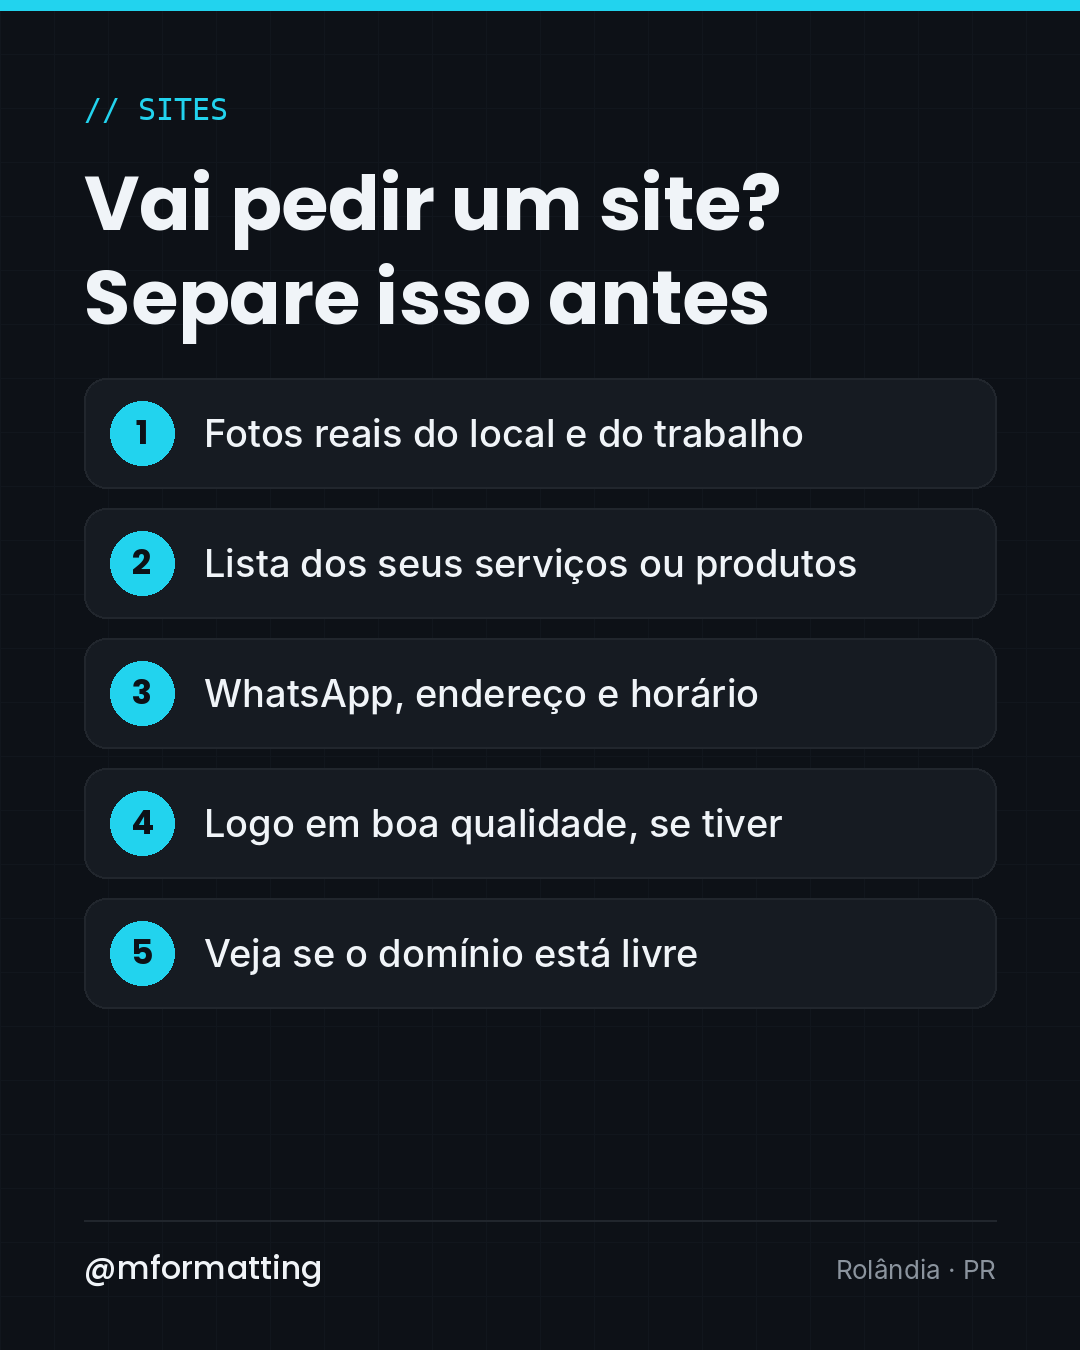 // SITES
Vai pedir um site?
Separe isso antes
1 Fotos reais do local e do trabalho
2 Lista dos seus serviços ou produtos
3 WhatsApp, endereço e horário
4 Logo em boa qualidade, se tiver
5 Veja se o domínio está livre
@mformatting Rolândia · PR